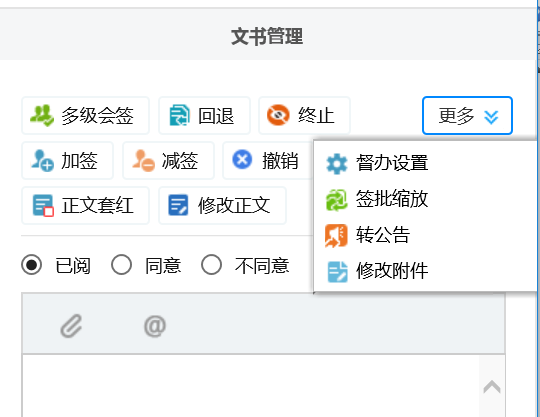 文书管理
多级会签 回退 终止 更多
加签 减签 撤销
督办设置
签批缩放
正文套红 修改正文
转公告
已阅 同意 不同意
修改附件
@